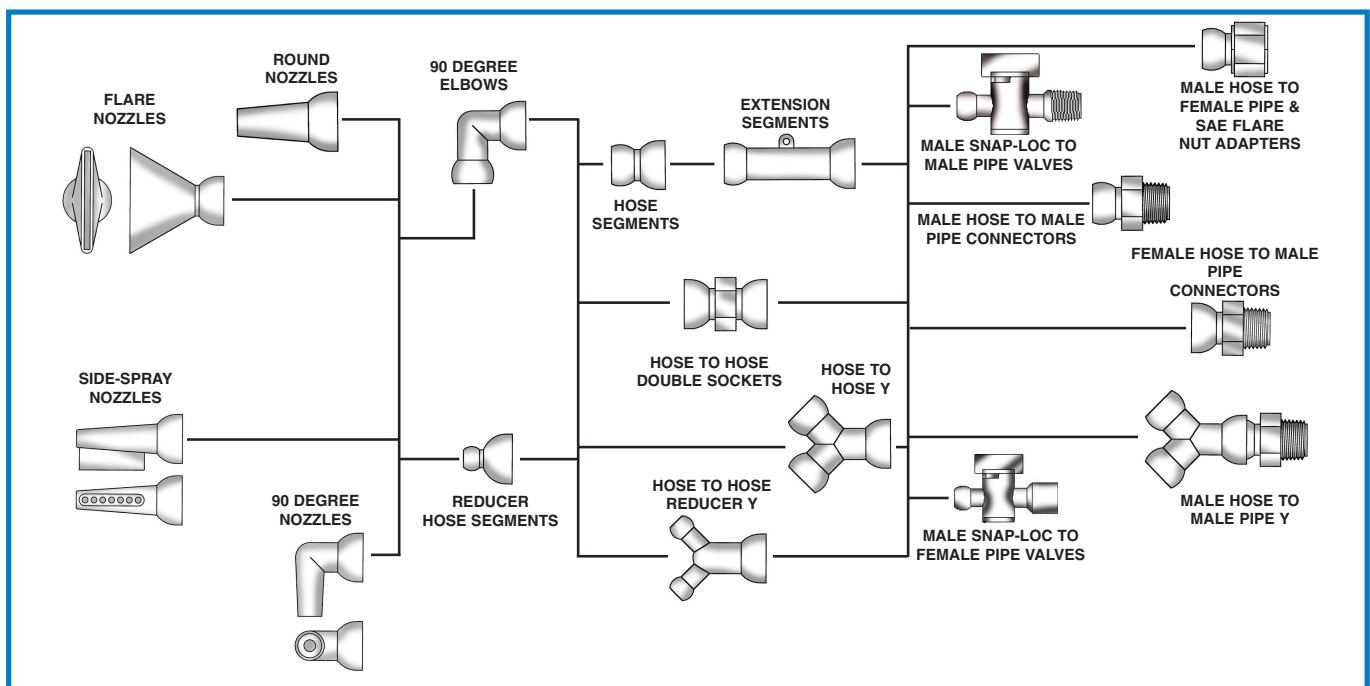 ROUND
NOZZLES
FLARE
NOZZLES
90 DEGREE
ELBOWS
EXTENSION
SEGMENTS
HOSE
SEGMENTS
MALE SNAP-LOC TO
MALE PIPE VALVES
MALE HOSE TO
FEMALE PIPE &
SAE FLARE
NUT ADAPTERS
MALE HOSE TO MALE
PIPE CONNECTORS
FEMALE HOSE TO MALE
PIPE
CONNECTORS
SIDE-SPRAY
NOZZLES
HOSE TO HOSE
DOUBLE SOCKETS
HOSE TO
HOSE Y
90 DEGREE
NOZZLES
REDUCER
HOSE SEGMENTS
HOSE TO HOSE
REDUCER Y
MALE SNAP-LOC TO
FEMALE PIPE VALVES
MALE HOSE TO
MALE PIPE Y